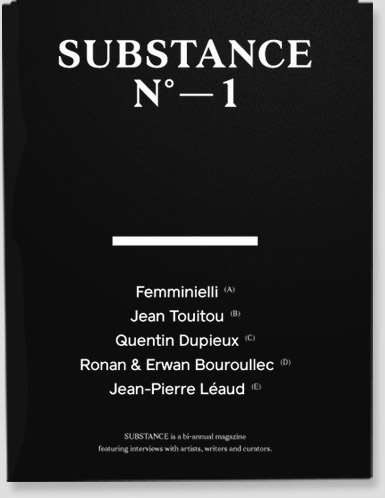 SUBSTANCE
N°— 1
Femminielli (A)
Jean Touitou (B)
Quentin Dupieux (C)
Ronan & Erwan Bouroullec (D)
Jean-Pierre Léaud (E)
SUBSTANCE is a bi-annual magazine
featuring interviews with artists, writers and curators.